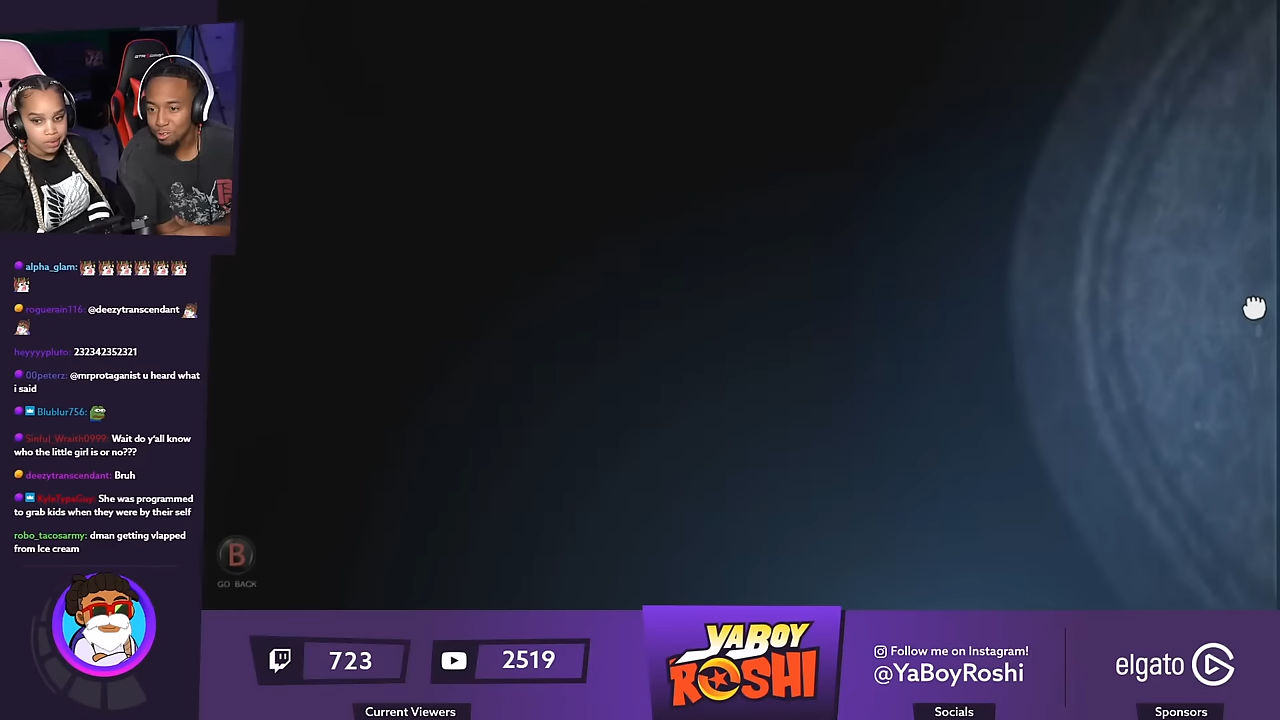 alpha_glam:
roguerain116: @deezytranscendant
heyyyypluto: 232342352321
00peterz: @mrprotaganist u heard what
i said
Blublur756:
Sinful_Wraith0999: Wait do y'all know
who the little girl is or no???
deezytranscendant: Bruh
KyleTypaGuy: She was programmed
to grab kids when they were by their self
robo_tacosarmy: dman getting vlapped
from Ice cream
B
GO BACK
723
2519
Current Viewers
YABOY
ROSHI
Follow me on Instagram!
@YaBoyRoshi
Socials
elgato
Sponsors